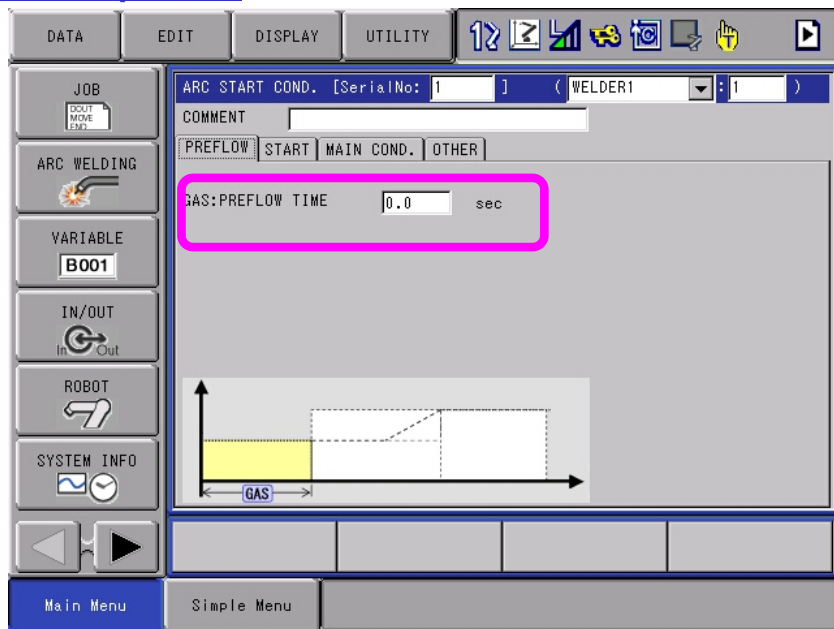 DATA EDIT DISPLAY UTILITY
JOB
DOUT
MOVE
END
ARC WELDING
VARIABLE
B001
IN/OUT
In Out
ROBOT
SYSTEM INFO
ARC START COND. [SerialNo: 1 ] ( WELDER1 : 1 )
COMMENT
PREFLOW START MAIN COND. OTHER
GAS:PREFLOW TIME 0.0 sec
GAS
Main Menu Simple Menu